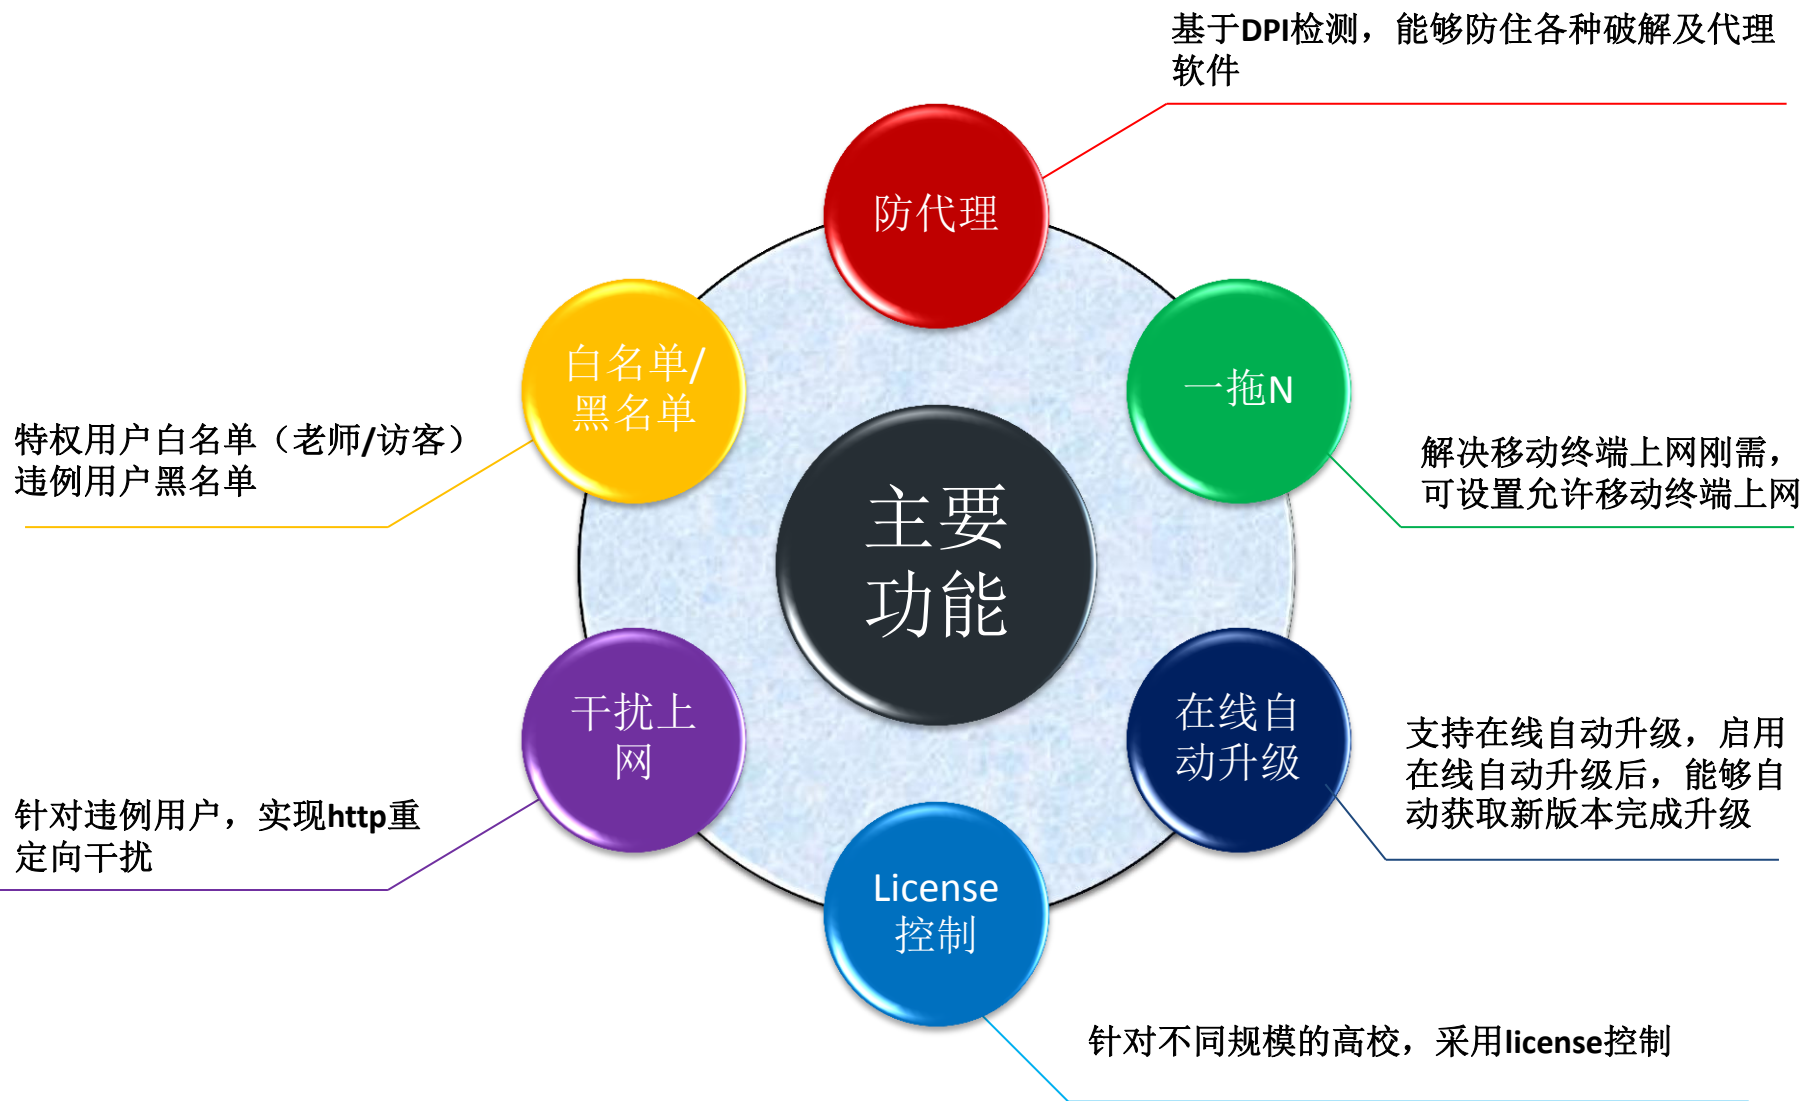 基于DPI检测，能够防住各种破解及代理
软件
防代理
白名单/
黑名单
一拖N
特权用户白名单（老师/访客）
违例用户黑名单
解决移动终端上网刚需，
可设置允许移动终端上网
主要
功能
干扰上
网
在线自
动升级
支持在线自动升级，启用
在线自动升级后，能够自
动获取新版本完成升级
针对违例用户，实现http重
定向干扰
License
控制
针对不同规模的高校，采用license控制